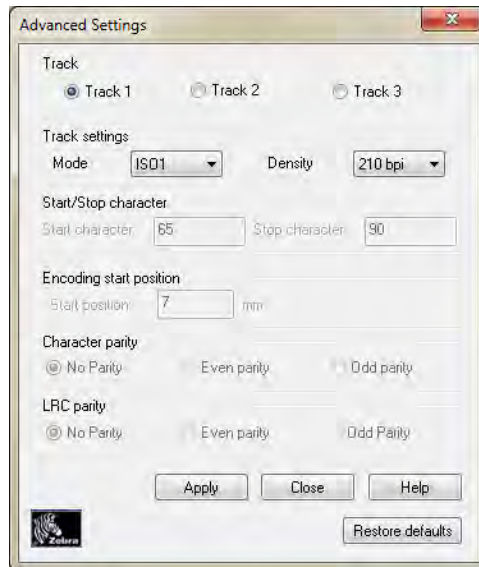 Advanced Settings
Track
Track 1 Track 2 Track 3
Track settings
Mode ISO1 Density 210 bpi
Start/Stop character
Start character 65 Stop character 90
Encoding start position
Start position 7 mm
Character parity
No Parity Even parity Odd parity
LRC parity
No Parity Even parity Odd Parity
Apply Close Help
Zebra
Restore defaults